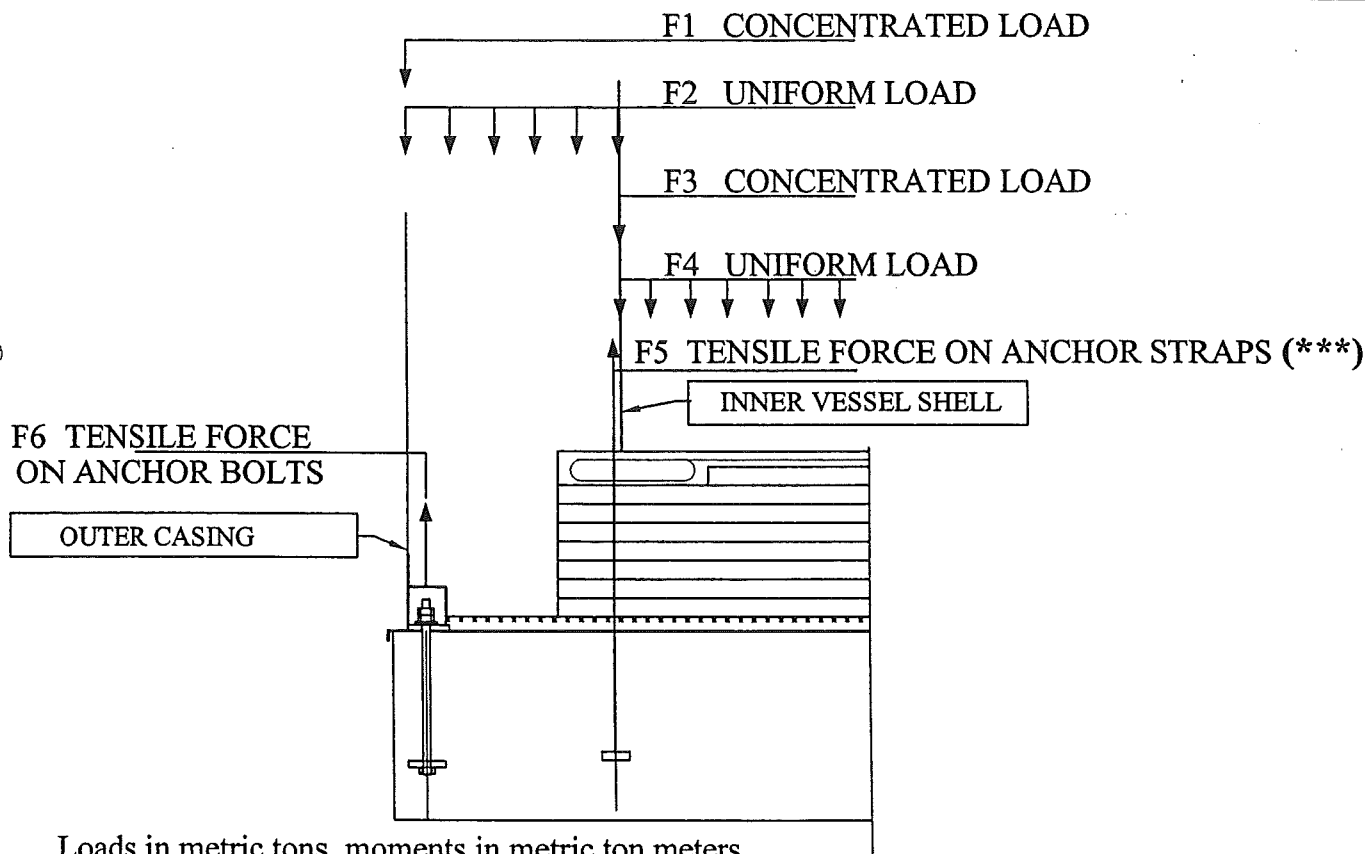 F1 CONCENTRATED LOAD
F2 UNIFORM LOAD
F3 CONCENTRATED LOAD
F4 UNIFORM LOAD
F5 TENSILE FORCE ON ANCHOR STRAPS (***)
INNER VESSEL SHELL
F6 TENSILE FORCE
ON ANCHOR BOLTS
OUTER CASING
Loads in metric tons, moments in metric ton meters